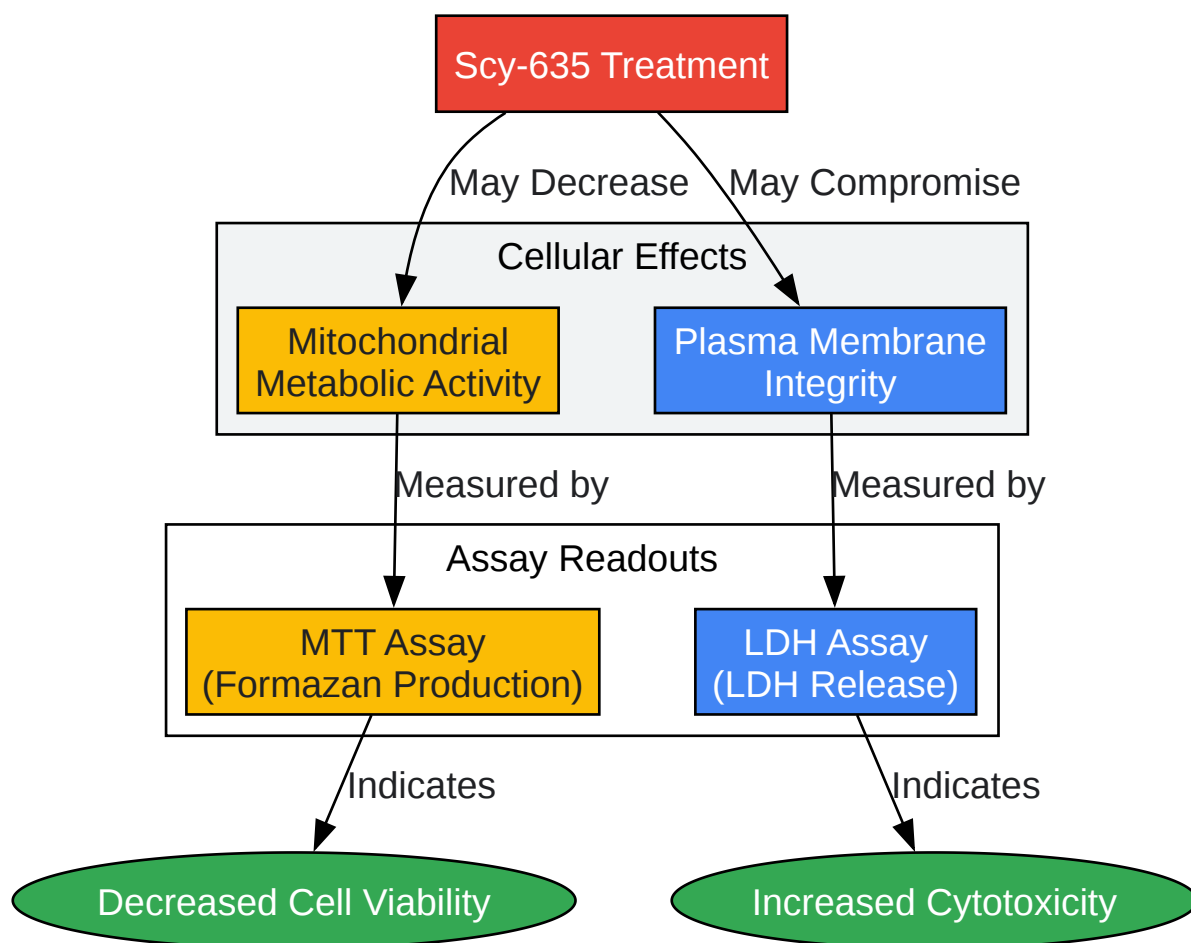 Scy-635 Treatment
May Decrease
May Compromise
Cellular Effects
Mitochondrial
Metabolic Activity
Plasma Membrane
Integrity
Measured by
Measured by
Assay Readouts
MTT Assay
(Formazan Production)
LDH Assay
(LDH Release)
Indicates
Indicates
Decreased Cell Viability
Increased Cytotoxicity